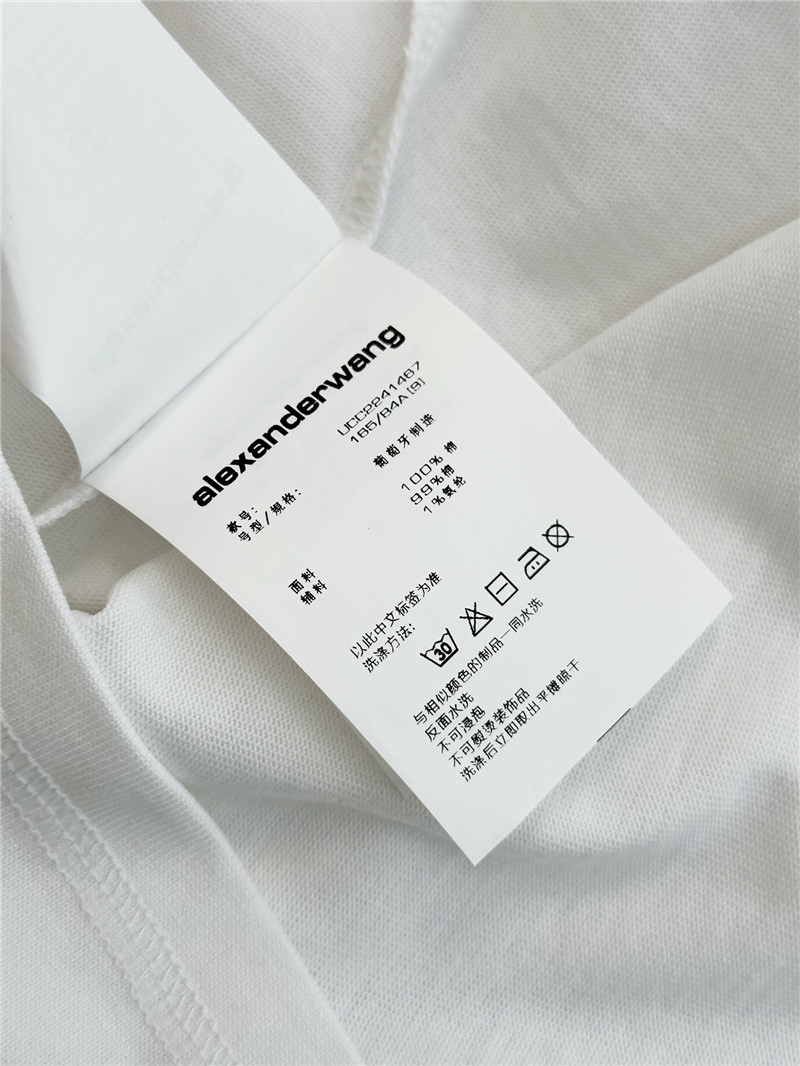 alexanderwang
款号: UCC2241467
号型/规格: 165/84A(S)
葡萄牙制造
面料 100% 棉
辅料 99%棉
1%氨纶
以此中文标签为准
洗涤方法:
30
与相似颜色的制品一同水洗
反面水洗
不可浸泡
不可熨烫装饰品
洗涤后立即取出平摊晾干